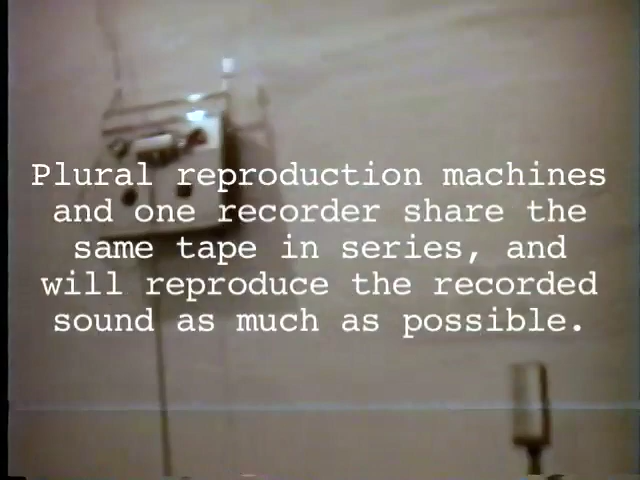 Plural reproduction machines
and one recorder share the
same tape in series, and
will reproduce the recorded
sound as much as possible.